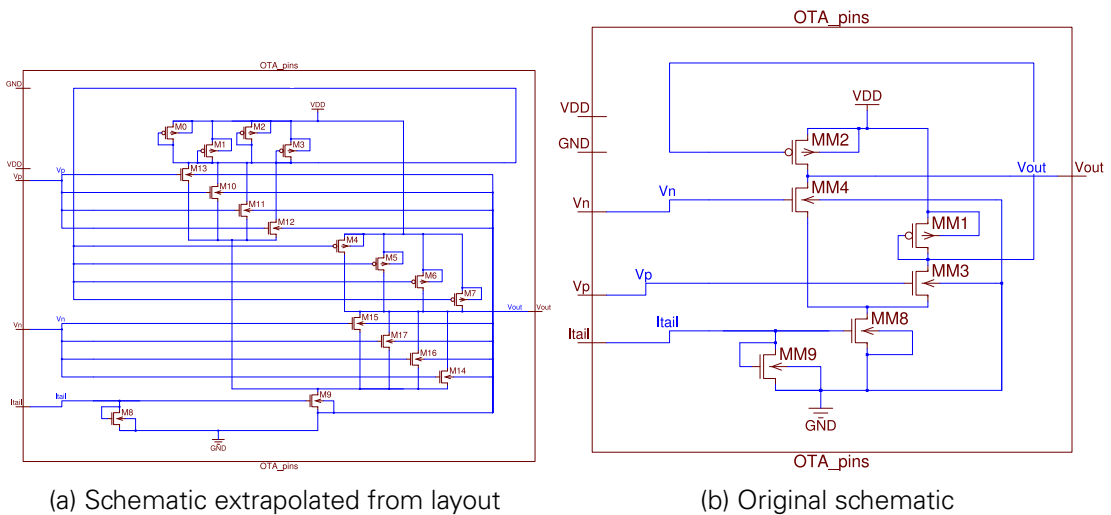 OTA_pins
GND
VDD
M0
M2
M1
M3
VDD
Vp
Vp
M13
M10
M11
M12
M4
M5
M6
M7
Vout
Vout
Vn
Vn
M15
M17
M16
M14
Itail
Itail
M8
M9
GND
OTA_pins
(a) Schematic extrapolated from layout
OTA_pins
VDD
VDD
GND
MM2
Vout
Vout
Vn
Vn
MM4
MM1
Vp
Vp
MM3
Itail
Itail
MM8
MM9
GND
OTA_pins
(b) Original schematic